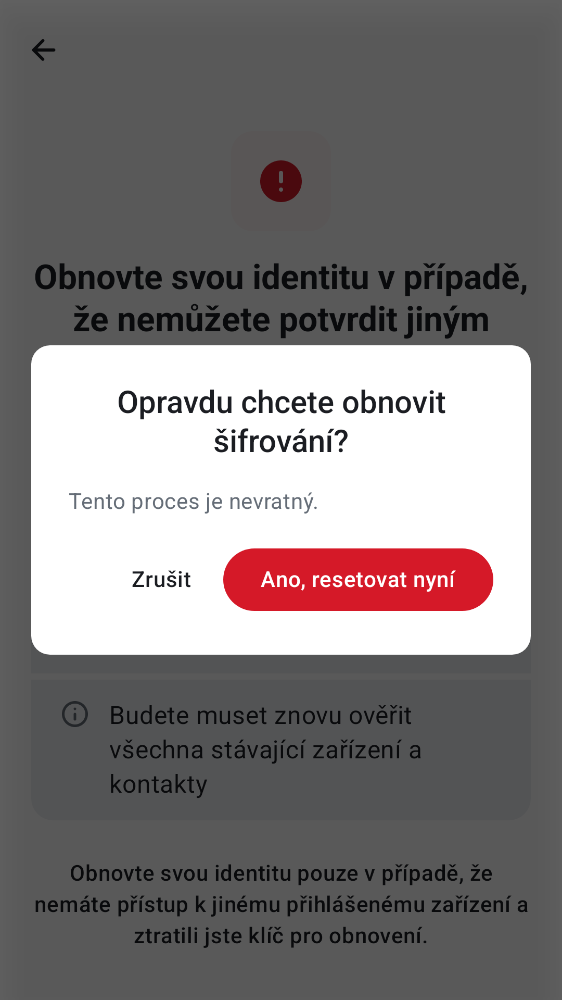 Obnovte svou identitu v případě,
že nemůžete potvrdit jiným
Opravdu chcete obnovit
šifrování?
Tento proces je nevratný.
Zrušit
Ano, resetovat nyní
Budete muset znovu ověřit
všechna stávající zařízení a
kontakty
Obnovte svou identitu pouze v případě, že
nemáte přístup k jinému přihlášenému zařízení a
ztratili jste klíč pro obnovení.